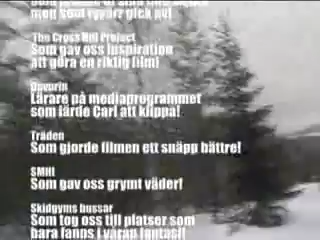 The Cross Hill Project
Som gav oss inspiration
att göra en riktig film!
Lärare på mediaprogrammet
som lärde Carl att klippa!
Träden
Som gjorde filmen ett snäpp bättre!
SMHI
Som gav oss grymt väder!
Skidgyms bussar
Som tog oss till platser som
bara fanns i våran fantasi!